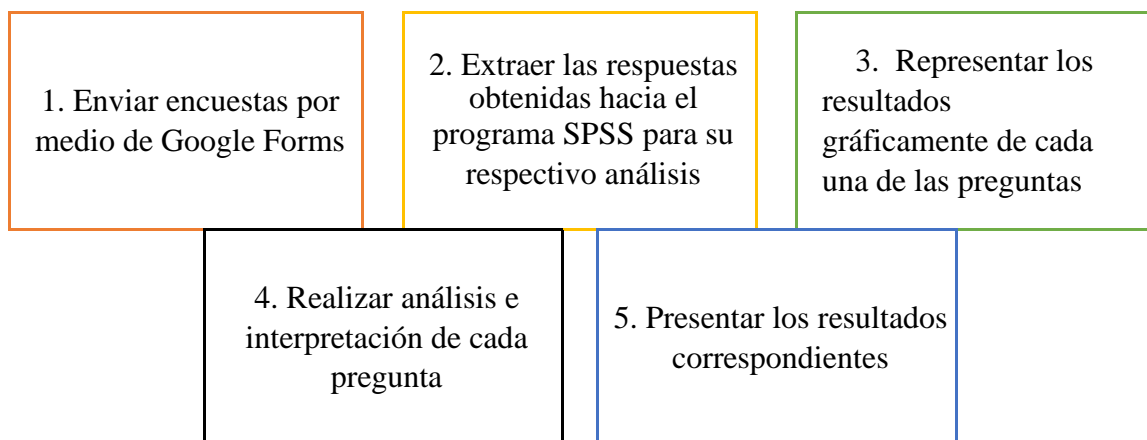 1. Enviar encuestas por
medio de Google Forms
2. Extraer las respuestas
obtenidas hacia el
programa SPSS para su
respectivo análisis
3. Representar los
resultados
gráficamente de cada
una de las preguntas
4. Realizar análisis e
interpretación de cada
pregunta
5. Presentar los resultados
correspondientes